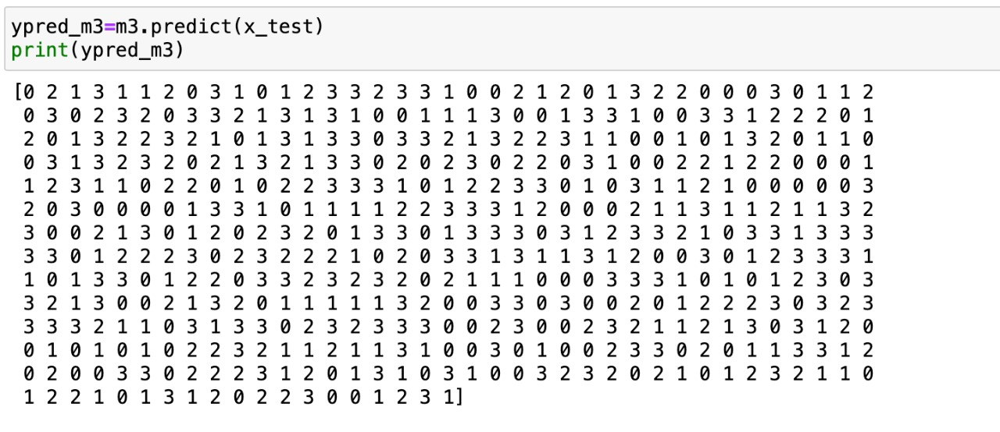 ypred_m3=m3.predict(x_test)
print(ypred_m3)
[0 2 1 3 1 1 2 0 3 1 0 1 2 3 3 2 3 3 1 0 0 2 1 2 0 1 3 2 2 0 0 0 3 0 1 1 2
0 3 0 2 3 2 0 3 3 2 1 3 1 3 1 0 0 1 1 1 3 0 0 1 3 3 1 0 0 3 3 1 2 2 2 0 1
2 0 1 3 2 2 3 2 1 0 1 3 1 3 3 0 3 3 2 1 3 2 2 3 1 1 0 0 1 0 1 3 2 0 1 1 0
0 3 1 3 2 3 2 0 2 1 3 2 1 3 3 0 2 0 2 3 0 2 2 0 3 1 0 0 2 2 1 2 2 0 0 0 1
1 2 3 1 1 0 2 2 0 1 0 2 2 3 3 3 1 0 1 2 2 3 3 0 1 0 3 1 1 2 1 0 0 0 0 0 3
2 0 3 0 0 0 0 1 3 3 1 0 1 1 1 1 2 2 3 3 3 1 2 0 0 0 2 1 1 3 1 1 2 1 1 3 2
3 0 0 2 1 3 0 1 2 0 2 3 2 0 1 3 3 0 1 3 3 3 0 3 1 2 3 3 2 1 0 3 3 1 3 3 3
3 3 0 1 2 2 2 3 0 2 3 2 2 2 1 0 2 0 3 3 1 3 1 1 3 1 2 0 0 3 0 1 2 3 3 3 1
1 0 1 3 3 0 1 2 2 0 3 3 2 3 2 3 2 0 2 1 1 1 0 0 0 3 3 3 1 0 1 0 1 2 3 0 3
3 2 1 3 0 0 2 1 3 2 0 1 1 1 1 1 3 2 0 0 3 3 0 3 0 0 2 0 1 2 2 2 3 0 3 2 3
3 3 3 2 1 1 0 3 1 3 3 0 2 3 2 3 3 3 0 0 2 3 0 0 2 3 2 1 1 2 1 3 0 3 1 2 0
0 1 0 1 0 1 0 2 2 3 2 1 1 2 1 1 3 1 0 0 3 0 1 0 0 2 3 3 0 2 0 1 1 3 3 1 2
0 2 0 0 3 3 0 2 2 2 3 1 2 0 1 3 1 0 3 1 0 0 3 2 3 2 0 2 1 0 1 2 3 2 1 1 0
1 2 2 1 0 1 3 1 2 0 2 2 3 0 0 1 2 3 1]